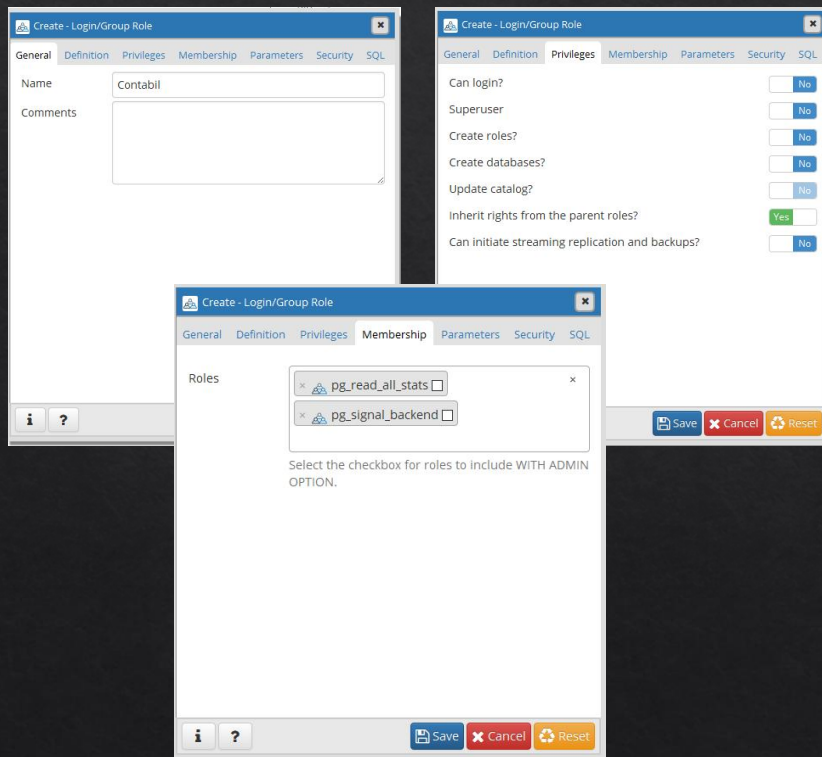 Create - Login/Group Role
General Definition Privileges Membership Parameters Security SQL
Name Contabil
Comments
i ?
Create - Login/Group Role
General Definition Privileges Membership Parameters Security SQL
Can login? No
Superuser No
Create roles? No
Create databases? No
Update catalog? No
Inherit rights from the parent roles? Yes
Can initiate streaming replication and backups? No
Save Cancel Reset
Create - Login/Group Role
General Definition Privileges Membership Parameters Security SQL
Roles × pg_read_all_stats ×
× pg_signal_backend
Select the checkbox for roles to include WITH ADMIN
OPTION.
i ? Save Cancel Reset